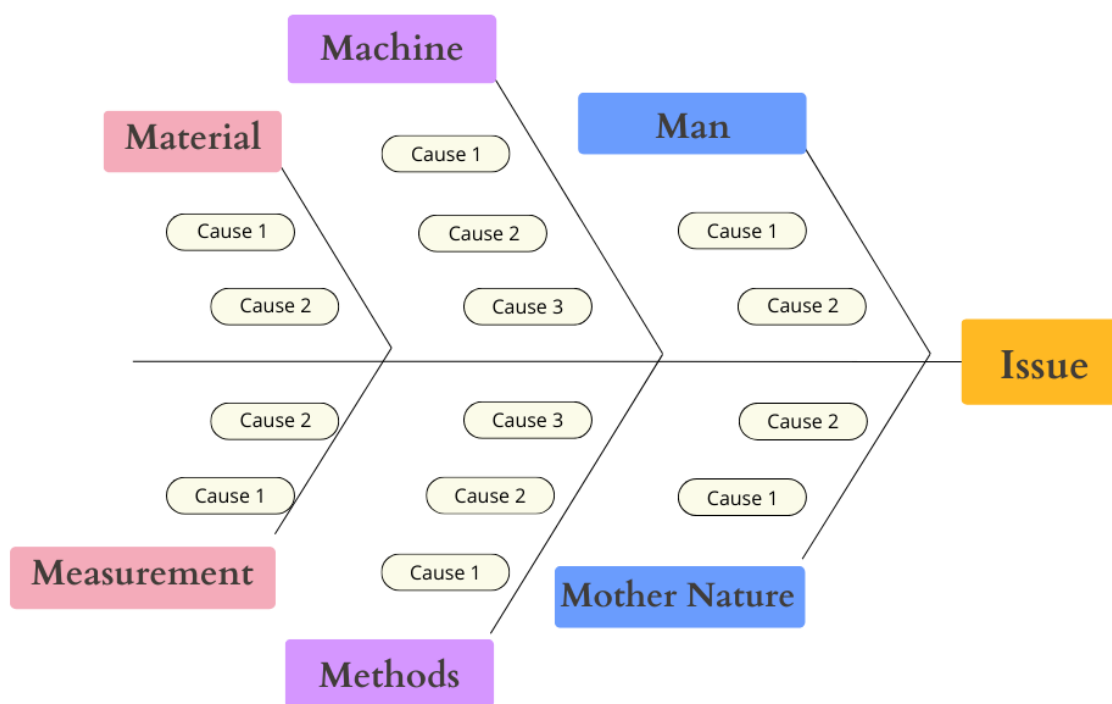 Machine
Man
Material
Cause 1
Cause 1
Cause 1
Cause 2
Cause 2
Cause 3
Cause 2
Issue
Cause 2
Cause 3
Cause 2
Cause 1
Cause 2
Cause 1
Cause 1
Measurement
Mother Nature
Methods